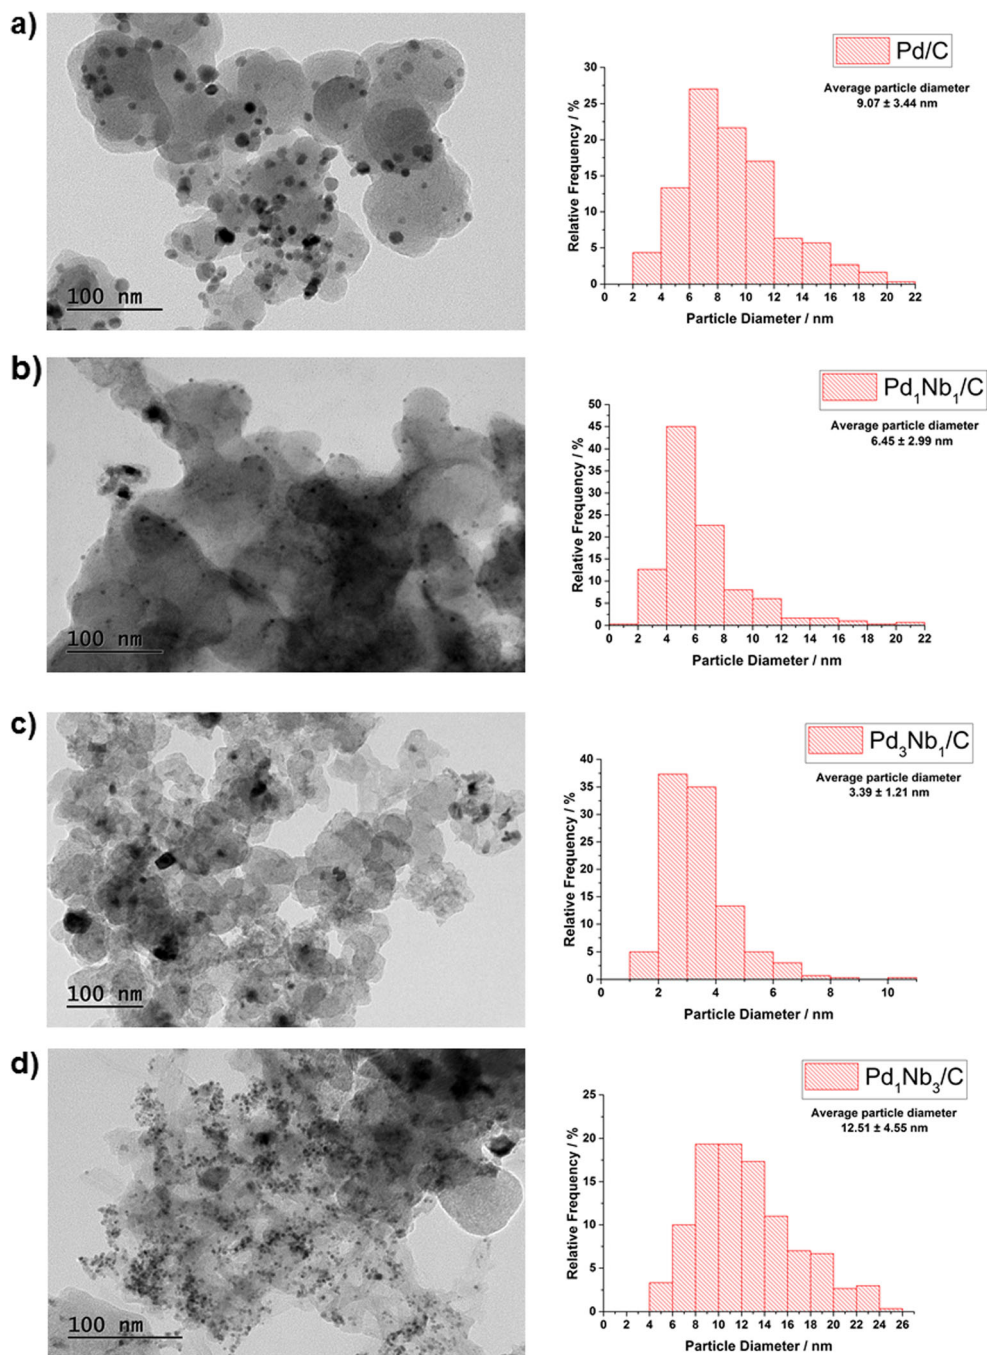 a)
100 nm
Pd/C
Average particle diameter
9.07 ± 3.44 nm
Relative Frequency / %
30
25
20
15
10
5
0
0 2 4 6 8 10 12 14 16 18 20 22
Particle Diameter / nm
b)
100 nm
Pd₁Nb₁/C
Average particle diameter
6.45 ± 2.99 nm
Relative Frequency / %
50
45
40
35
30
25
20
15
10
5
0
0 2 4 6 8 10 12 14 16 18 20 22
Particle Diameter / nm
c)
100 nm
Pd₃Nb₁/C
Average particle diameter
3.39 ± 1.21 nm
Relative Frequency / %
40
35
30
25
20
15
10
5
0
0 2 4 6 8 10
Particle Diameter / nm
d)
100 nm
Pd₁Nb₃/C
Average particle diameter
12.51 ± 4.55 nm
Relative Frequency / %
25
20
15
10
5
0
0 2 4 6 8 10 12 14 16 18 20 22 24 26
Particle Diameter / nm